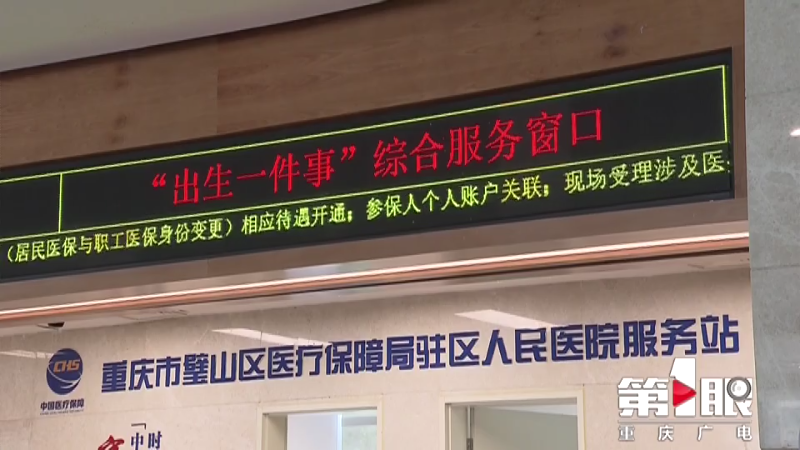 “出生一件事”综合服务窗口
（居民医保与职工医保身份变更）相应待遇开通；参保人个人账户关联；现场受理涉及医
CHS
中国医疗保障
重庆市璧山区医疗保障局驻区人民医院服务站
中时
第1眼
重庆广电